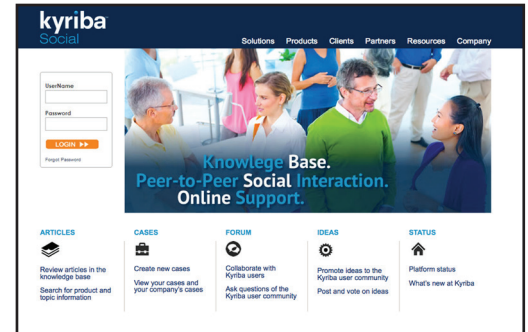 kyriba
Social
Solutions Products Clients Partners Resources Company
UserName
Password
LOGIN
Forgot Password
Knowlege Base.
Peer-to-Peer Social Interaction.
Online Support.
ARTICLES
Review articles in the
knowledge base
Search for product and
topic information
CASES
Create new cases
View your cases and
your company's cases
FORUM
Collaborate with
Kyriba users
Ask questions of the
Kyriba user community
IDEAS
Promote ideas to the
Kyriba user community
Post and vote on ideas
STATUS
Platform status
What's new at Kyriba